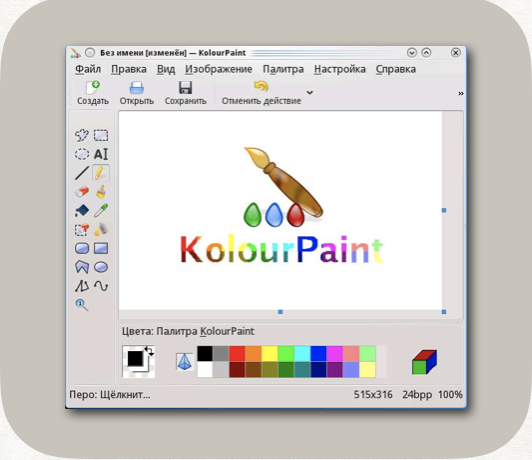 Без имени [изменён] — KolourPaint
Файл Правка Вид Изображение Палитра Настройка Справка
Создать Открыть Сохранить Отменить действие »
AI
KolourPaint
Цвета: Палитра KolourPaint
Перо: Щёлкнит... 515x316 24bpp 100%